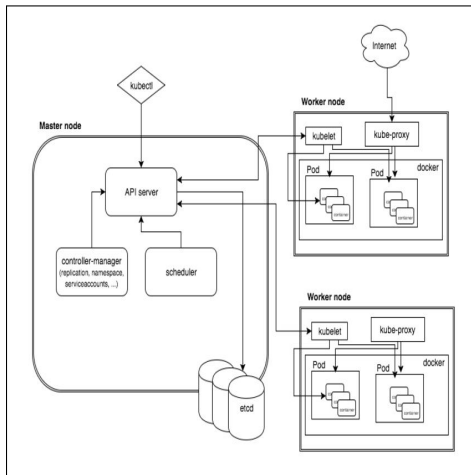 kubectl
Internet
Master node
API server
controller-manager
(replication, namespace,
serviceaccounts, ...)
scheduler
etcd
Worker node
kubelet
kube-proxy
docker
Pod
Pod
container
container
Worker node
kubelet
kube-proxy
docker
Pod
Pod
container
container